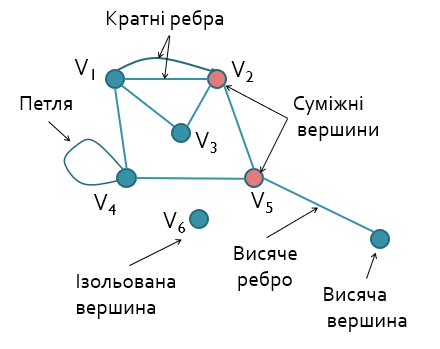 Кратні ребра
V1
V2
Петля
Суміжні
вершини
V3
V4
V5
V6
Ізольована
вершина
Висяче
ребро
Висяча
вершина